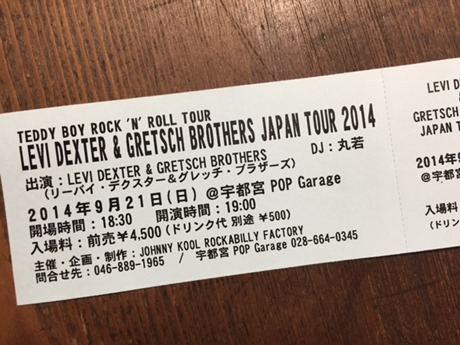 TEDDY BOY ROCK 'N' ROLL TOUR
LEVI DEXTER & GRETSCH BROTHERS JAPAN TOUR 2014
出演：LEVI DEXTER & GRETSCH BROTHERS DJ：丸若
(リーバイ・デクスター&グレッチ・ブラザーズ)
2014年9月21日(日) @宇都宮 POP Garage
開場時間：18:30 開演時間：19:00
入場料：前売¥4,500(ドリンク代 別途 ¥500)
主催・企画・制作：JOHNNY KOOL ROCKABILLY FACTORY
問合せ先：046-889-1965 / 宇都宮 POP Garage 028-664-0345
LEVI DE
GRETSCH BRO
JAPAN TOU
2014年9
@宇都宮
入場料：
(ドリンク